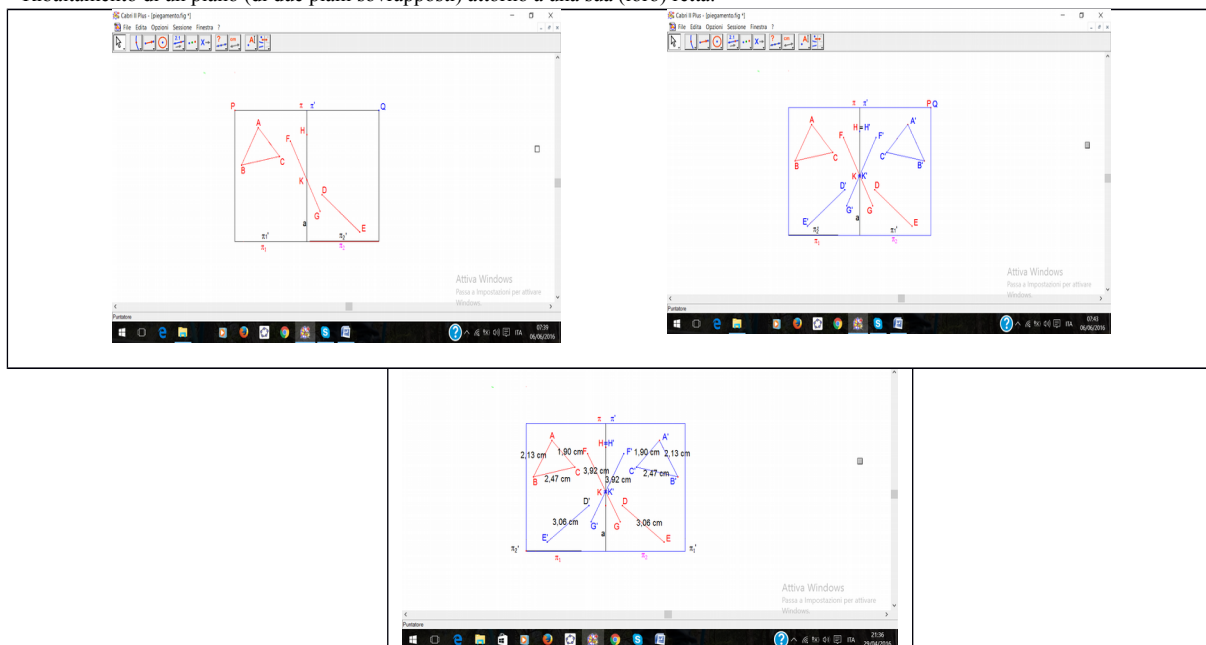 Ribaltamento di un piano (di due piani sovrapposti) attorno a una sua (loro) retta.
Cabri II Plus - [piegamento.fig *]
File Edita Opzioni Sessione Finestra ?
P π π' Q
A
H
F
C
B
K
D
G
a
E
π₁' π₂'
π₁ π₂
Attiva Windows
Passa a Impostazioni per attivare
Windows.
Puntatore
ITA
07:39
06/06/2016
Cabri II Plus - [piegamento.fig *]
File Edita Opzioni Sessione Finestra ?
π π' P Q
A H = H' A'
F F'
C C'
B B'
K K'
D' D
G' G
E' a E
π₂' π₁'
π₁ π₂
Attiva Windows
Passa a Impostazioni per attivare
Windows.
Puntatore
ITA
07:43
06/06/2016
π π'
A H=H' A'
2,13 cm 1,90 cm F F' 1,90 cm 2,13 cm
C 3,92 cm C'
B 2,47 cm 3,92 cm 2,47 cm B'
K K'
D' D
3,06 cm G' G 3,06 cm
E' a E
π₂' π₁'
π₁ π₂
Attiva Windows
Passa a Impostazioni per attivare
Windows.
Puntatore
ITA
21:36
29/04/2016